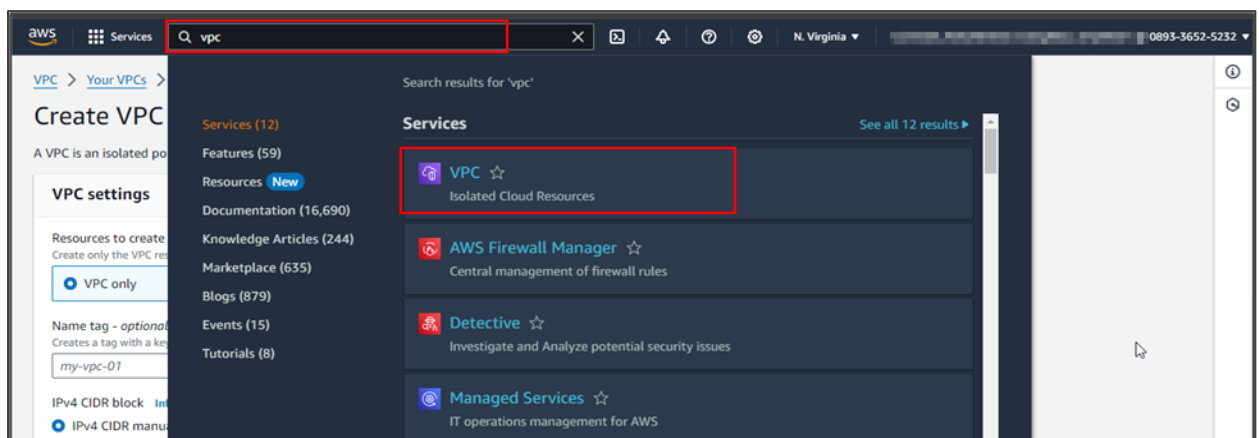 aws
Services
vpc
N. Virginia
0893-3652-5232
VPC > Your VPCs >
Create VPC
A VPC is an isolated
VPC settings
Resources to create
Create only the VPC
VPC only
Name tag - optional
Creates a tag with a
my-vpc-01
IPv4 CIDR block
IPv4 CIDR
Search results for 'vpc'
Services (12)
Features (59)
Resources New
Documentation (16,690)
Knowledge Articles (244)
Marketplace (635)
Blogs (879)
Events (15)
Tutorials (8)
Services
See all 12 results
VPC
Isolated Cloud Resources
AWS Firewall Manager
Central management of firewall rules
Detective
Investigate and Analyze potential security issues
Managed Services
IT operations management for AWS